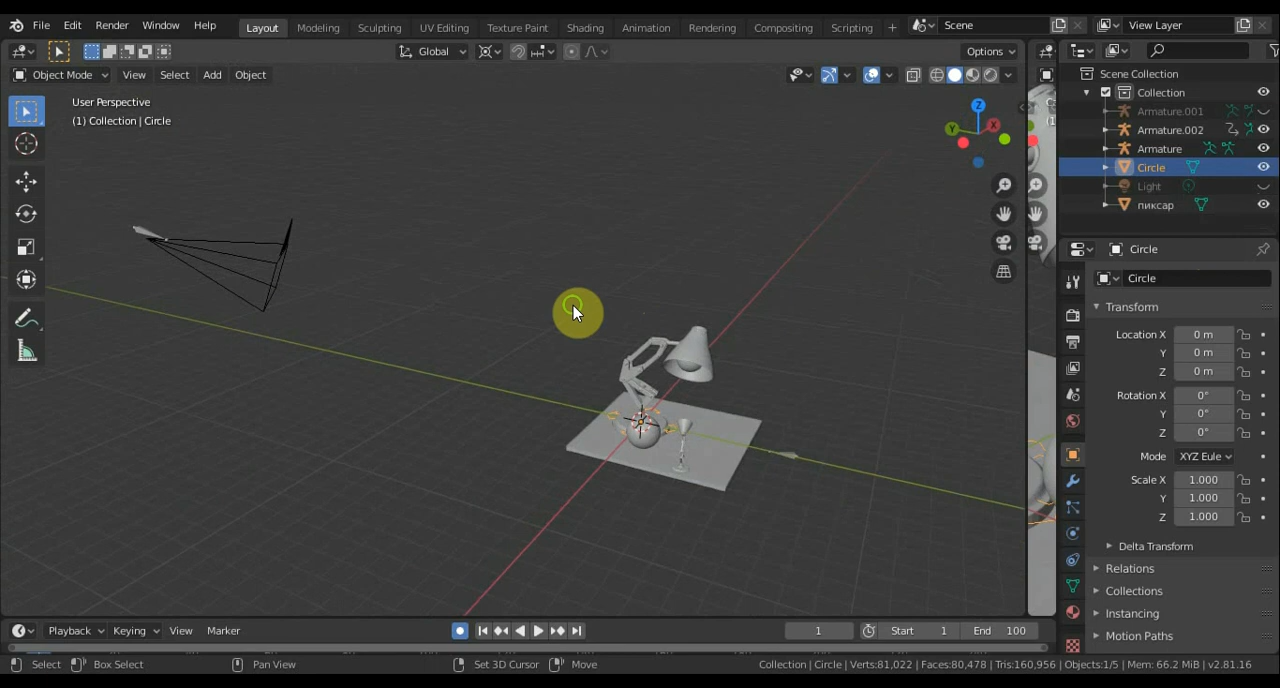 File Edit Render Window Help Layout Modeling Sculpting UV Editing Texture Paint Shading Animation Rendering Compositing Scripting + Scene View Layer
Global Options
Object Mode View Select Add Object
User Perspective
(1) Collection | Circle
Z
Y
X
Scene Collection
Collection
Armature.001
Armature.002
Armature
Circle
Light
пиксар
Circle
Circle
Transform
Location X 0 m
Y 0 m
Z 0 m
Rotation X 0°
Y 0°
Z 0°
Mode XYZ Eule
Scale X 1.000
Y 1.000
Z 1.000
Delta Transform
Relations
Collections
Instancing
Motion Paths
Playback Keying View Marker 1 Start 1 End 100
Select Box Select Pan View Set 3D Cursor Move Collection | Circle | Verts:81,022 | Faces:80,478 | Tris:160,956 | Objects:1/5 | Mem: 66.2 MiB | v2.81.16